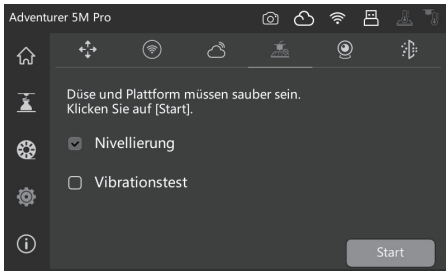 Adventurer 5M Pro
Düse und Plattform müssen sauber sein.
Klicken Sie auf [Start].
Nivellierung
Vibrationstest
Start